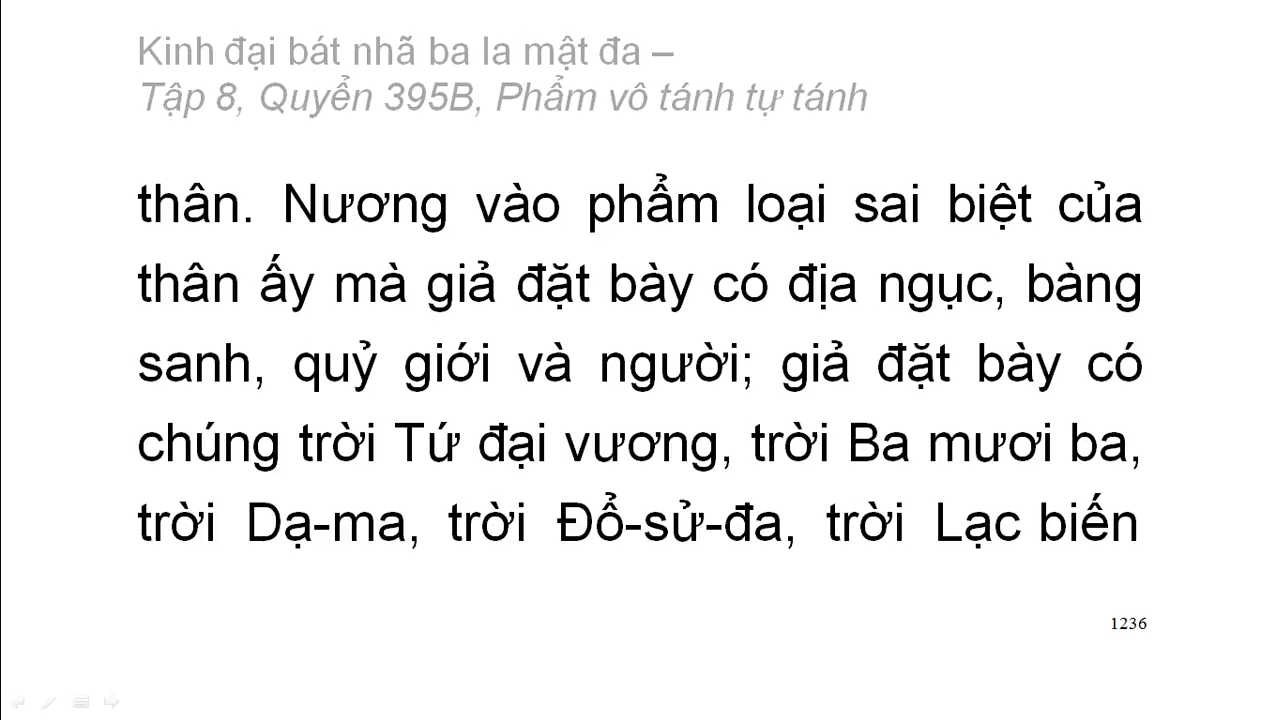 Kinh đại bát nhã ba la mật đa –
Tập 8, Quyển 395B, Phẩm vô tánh tự tánh
thân. Nương vào phẩm loại sai biệt của
thân ấy mà giả đặt bày có địa ngục, bàng
sanh, quỷ giới và người; giả đặt bày có
chúng trời Tứ đại vương, trời Ba mươi ba,
trời Dạ-ma, trời Đổ-sử-đa, trời Lạc biến
1236